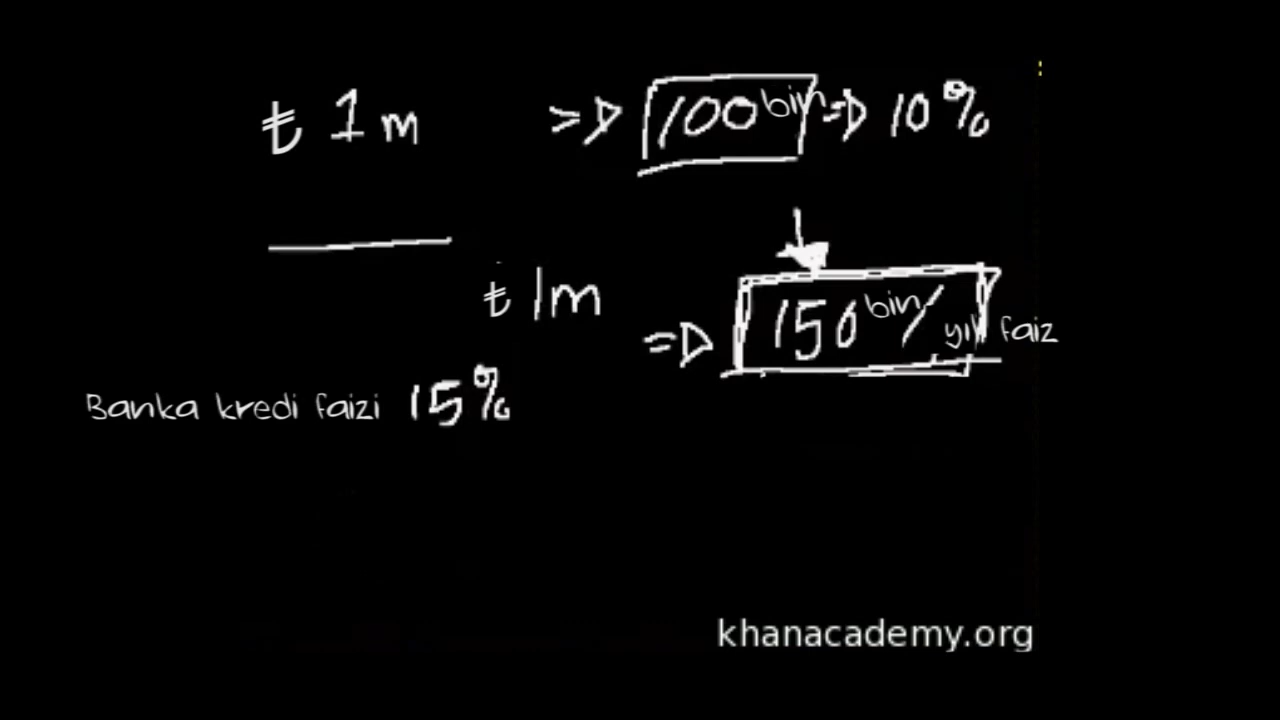 ₺ 1 m => 100 bin => 10 %
₺ 1m => 150 bin / yıl faiz
Banka kredi faizi 15 %
khanacademy.org